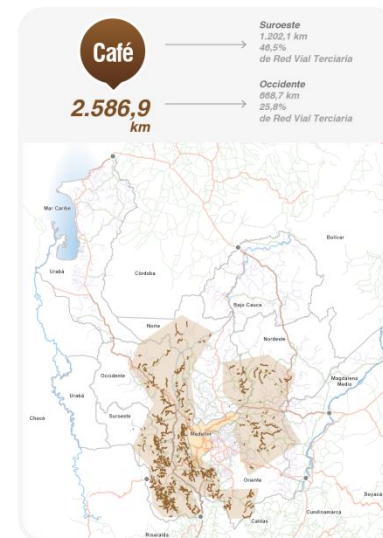 Café
2.586,9
km
Suroeste
1.202,1 km
46,5%
de Red Vial Terciaria
Occidente
668,7 km
25,8%
de Red Vial Terciaria
Mar Caribe
Bolívar
Urabá
Córdoba
Bajo Cauca
Norte
Nordeste
Occidente
Magdalena
Medio
Urabá
Suroeste
Chocó
Medellín
Oriente
Boyacá
Cundinamarca
Caldas
Risaralda